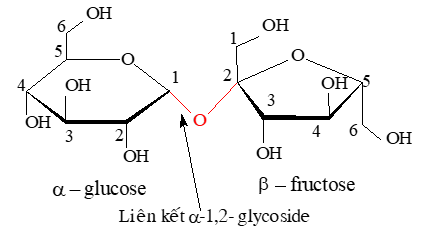 6 OH
5 O
4 OH 1
OH 3 2
OH
O
1 OH
2 O
OH 5
3 4
OH 6 OH
α – glucose β – fructose
Liên kết α-1,2- glycoside